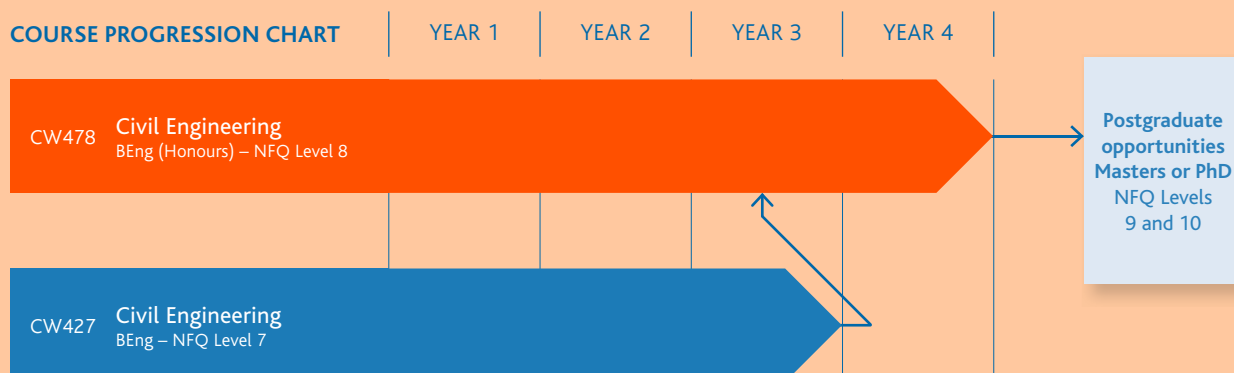 COURSE PROGRESSION CHART
YEAR 1
YEAR 2
YEAR 3
YEAR 4
CW478
Civil Engineering
BEng (Honours) – NFQ Level 8
Postgraduate
opportunities
Masters or PhD
NFQ Levels
9 and 10
CW427
Civil Engineering
BEng – NFQ Level 7